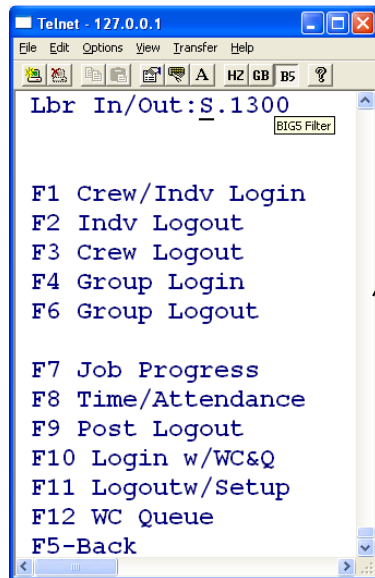 Telnet - 127.0.0.1
File Edit Options View Transfer Help
A HZ GB B5 ?
Lbr In/Out:S.1300
BIG5 Filter
F1 Crew/Indv Login
F2 Indv Logout
F3 Crew Logout
F4 Group Login
F6 Group Logout
F7 Job Progress
F8 Time/Attendance
F9 Post Logout
F10 Login w/WC&Q
F11 Logoutw/Setup
F12 WC Queue
F5-Back